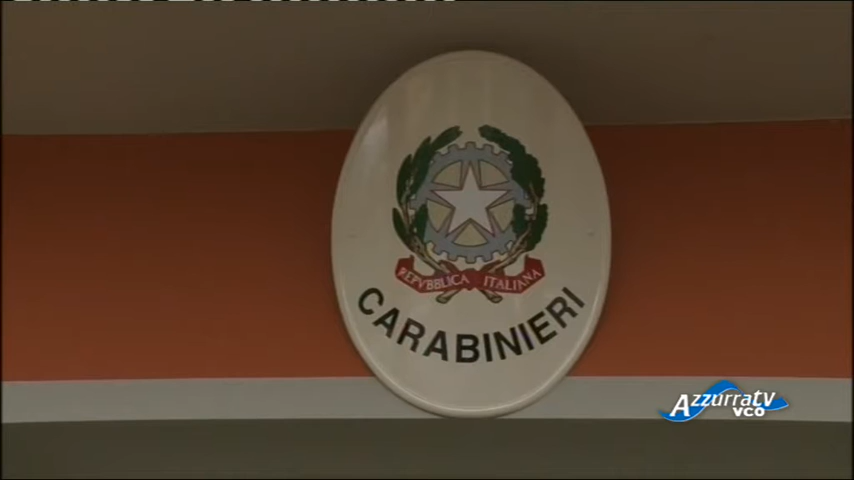 REPVBBLICA ITALIANA
CARABINIERI
Azzurratv
VCO